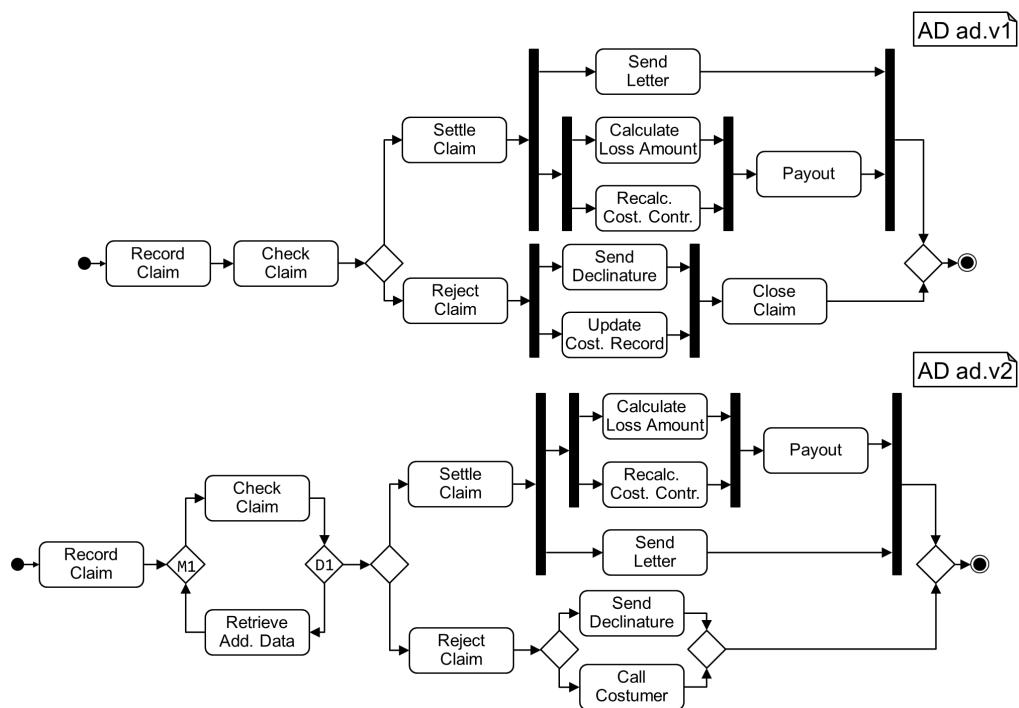 AD ad.v1
Send
Letter
Settle
Claim
Calculate
Loss Amount
Payout
Recalc.
Cost. Contr.
Record
Claim
Check
Claim
Send
Declinature
Reject
Claim
Close
Claim
Update
Cost. Record
AD ad.v2
Calculate
Loss Amount
Payout
Settle
Claim
Recalc.
Cost. Contr.
Check
Claim
Send
Letter
Record
Claim
M1
D1
Retrieve
Add. Data
Send
Declinature
Reject
Claim
Call
Costumer